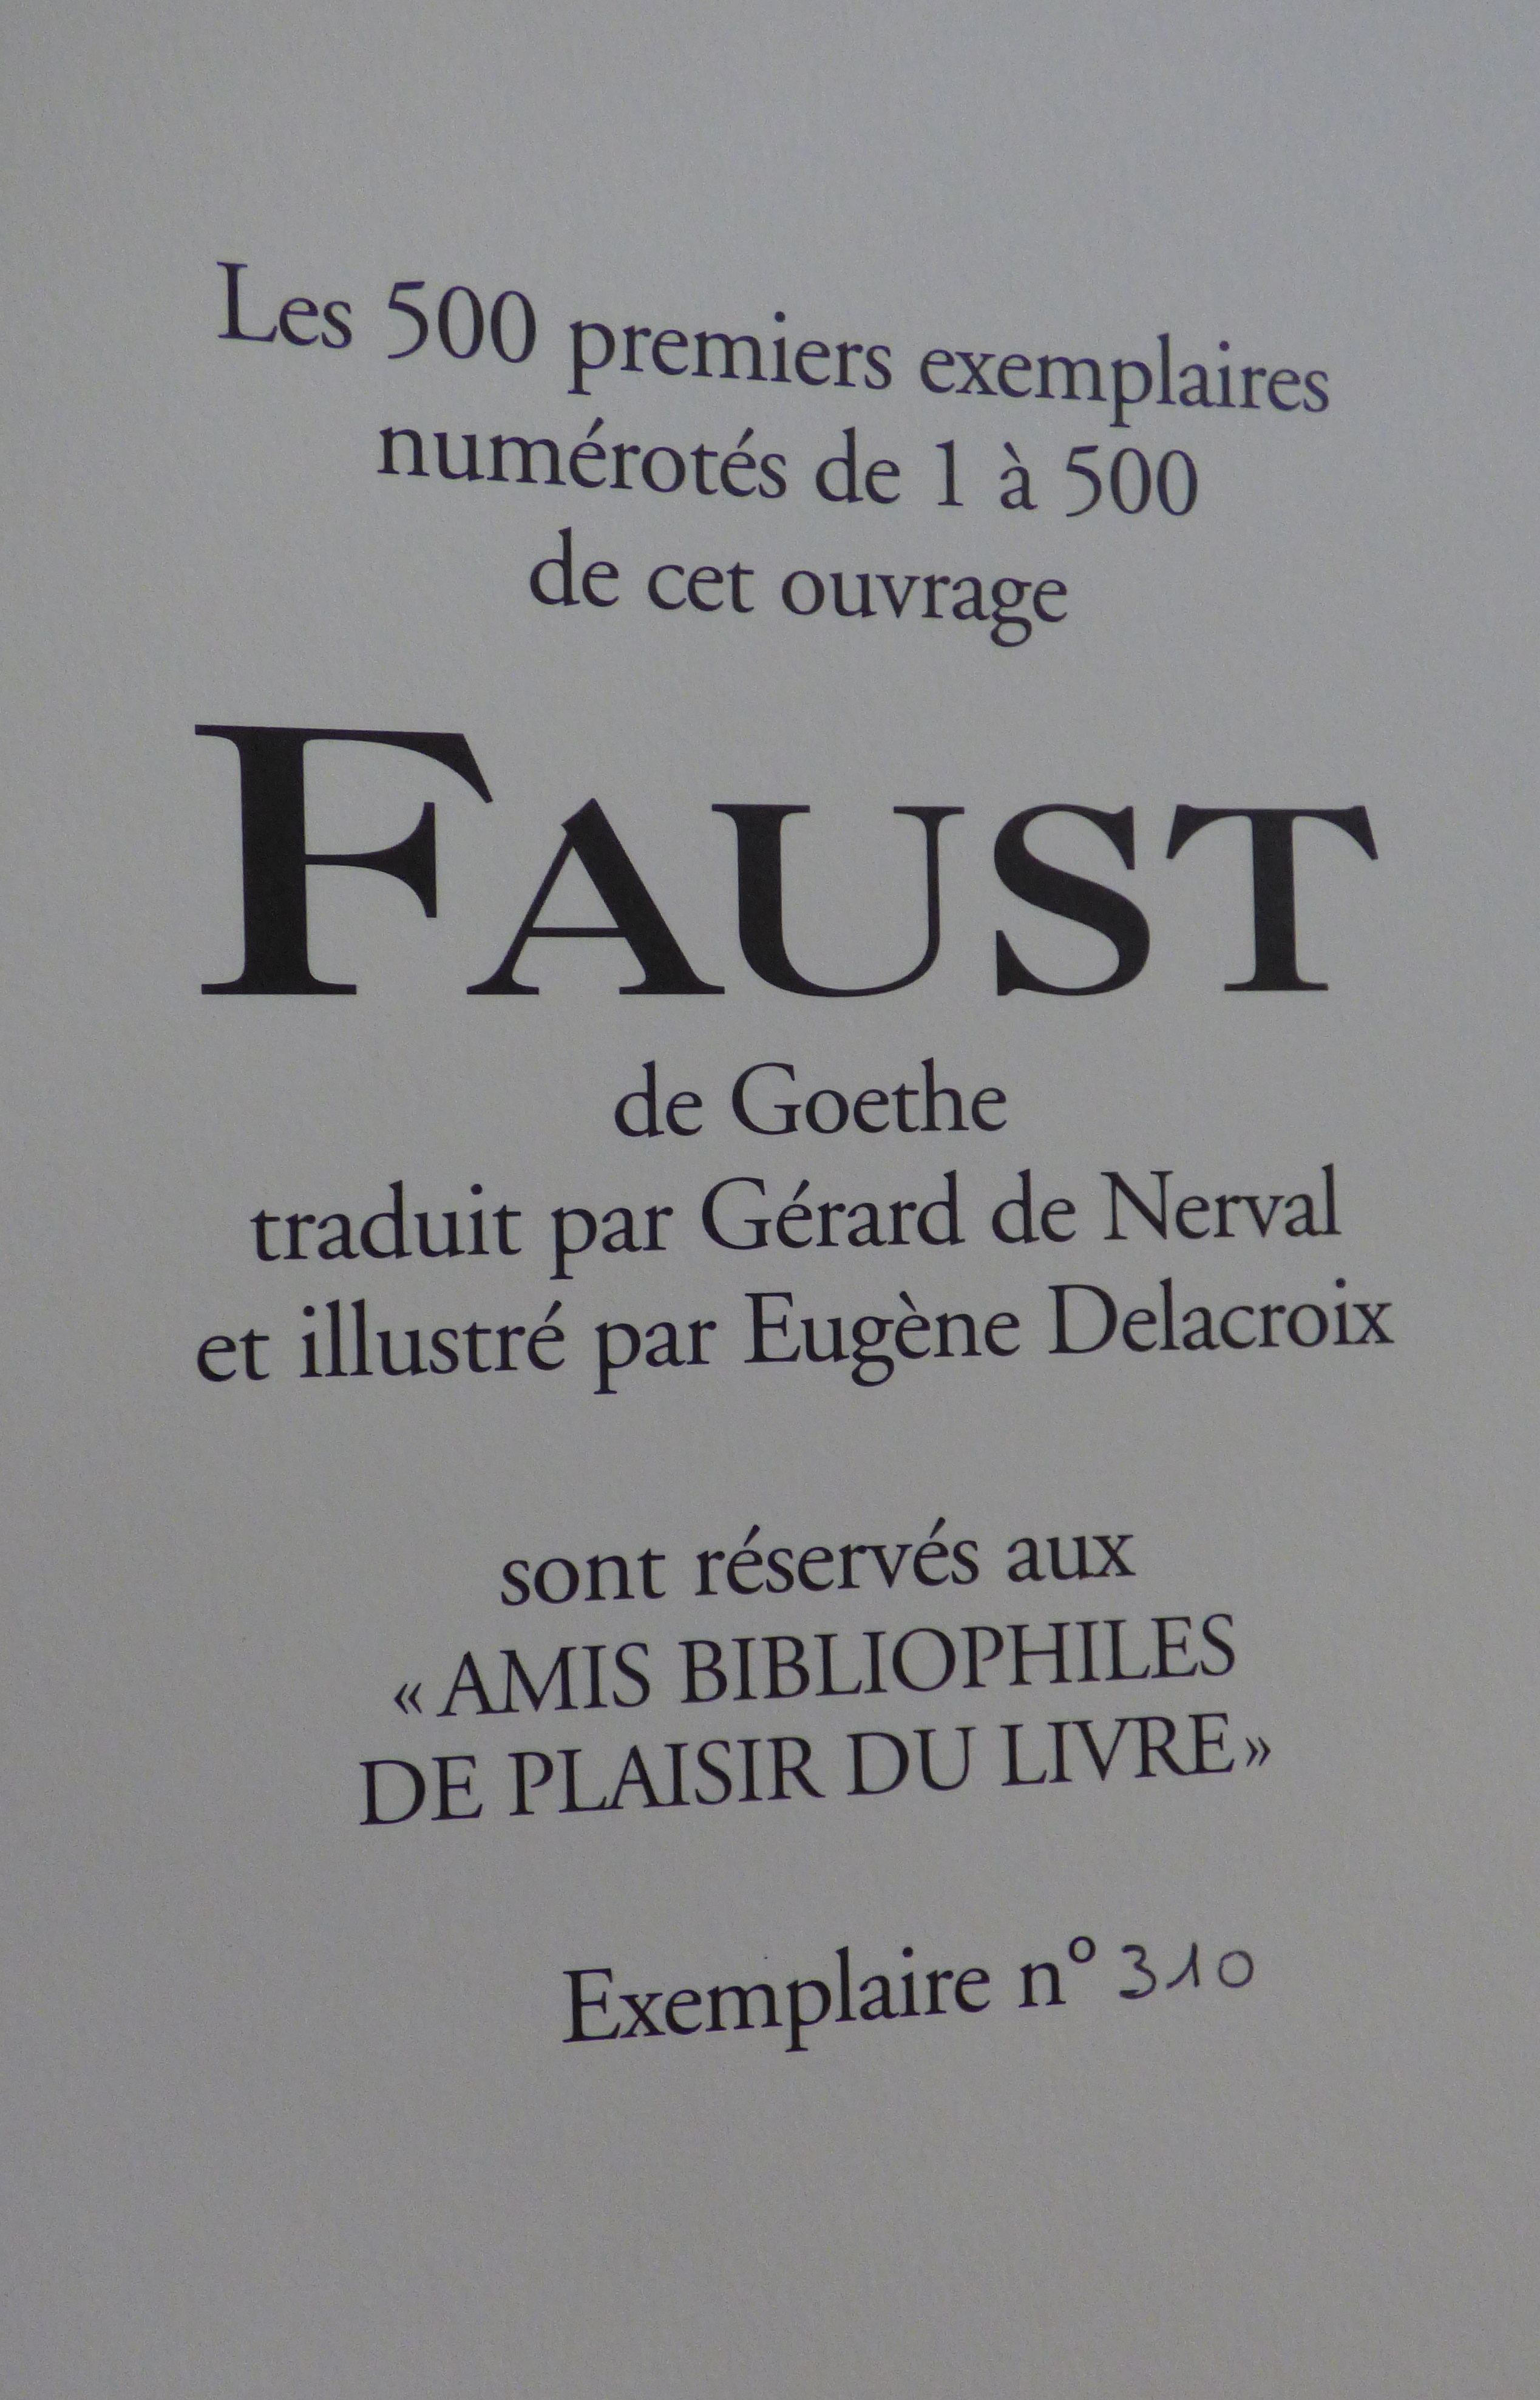 Les 500 premiers exemplaires
numérotés de 1 à 500
de cet ouvrage
FAUST
de Goethe
traduit par Gérard de Nerval
et illustré par Eugène Delacroix
sont réservés aux
« AMIS BIBLIOPHILES
DE PLAISIR DU LIVRE »
Exemplaire n° 310